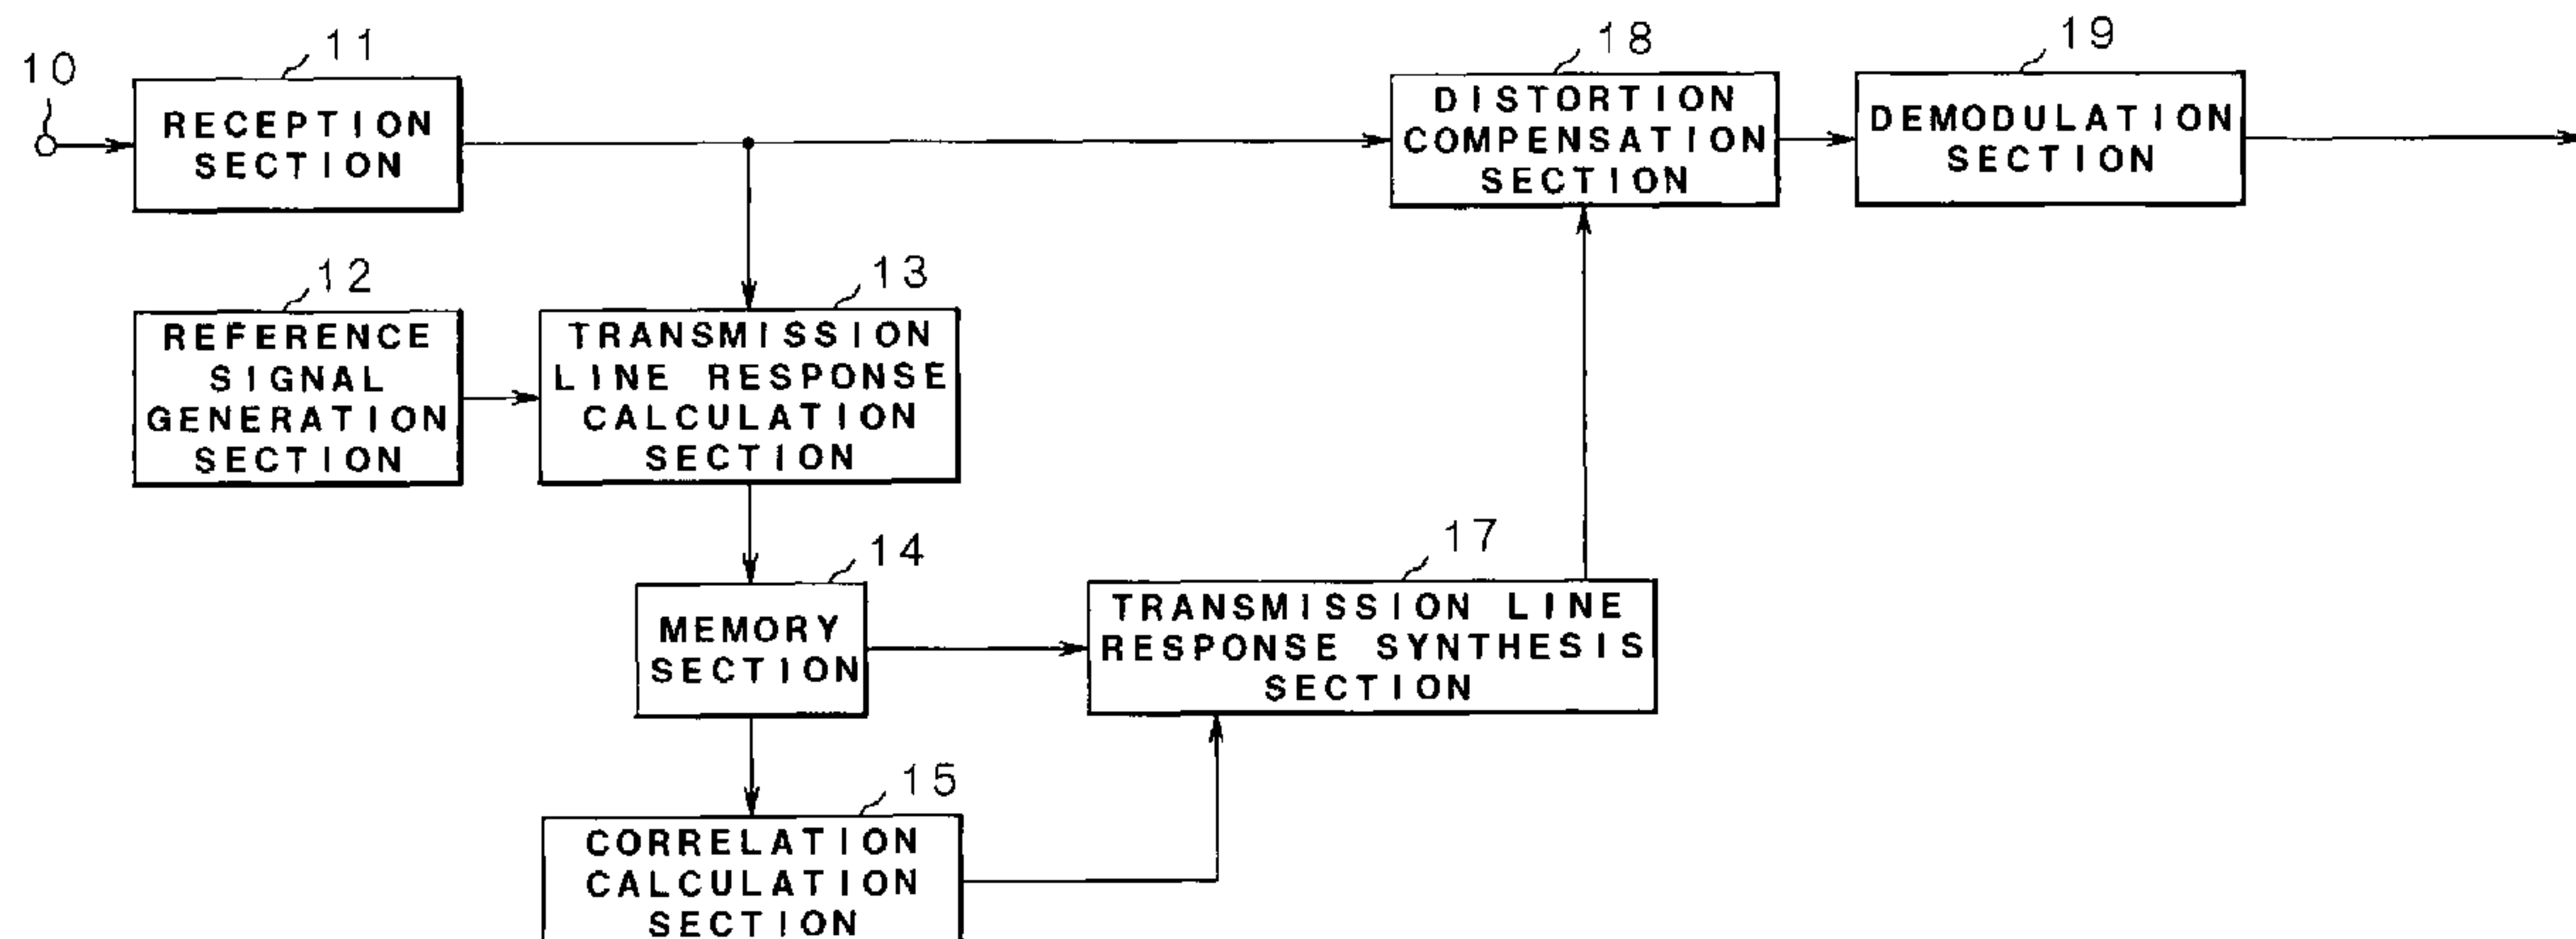 10
11
RECEPTION
SECTION
18
DISTORTION
COMPENSATION
SECTION
19
DEMODULATION
SECTION
12
REFERENCE
SIGNAL
GENERATION
SECTION
13
TRANSMISSION
LINE RESPONSE
CALCULATION
SECTION
14
MEMORY
SECTION
17
TRANSMISSION LINE
RESPONSE SYNTHESIS
SECTION
15
CORRELATION
CALCULATION
SECTION